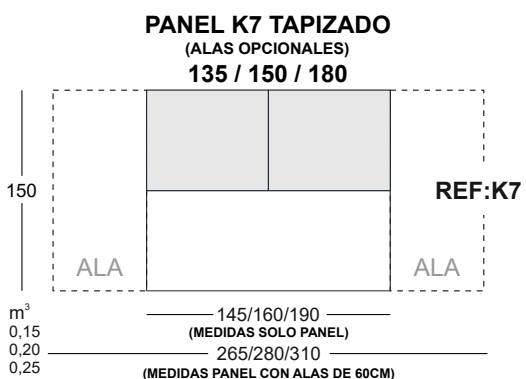 PANEL K7 TAPIZADO
(ALAS OPCIONALES)
135 / 150 / 180
150
REF:K7
ALA
ALA
m³
0,15
0,20
0,25
145/160/190
(MEDIDAS SOLO PANEL)
265/280/310
(MEDIDAS PANEL CON ALAS DE 60CM)